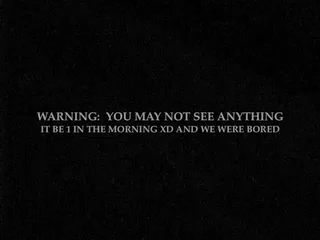 WARNING: YOU MAY NOT SEE ANYTHING
IT BE 1 IN THE MORNING XD AND WE WERE BORED